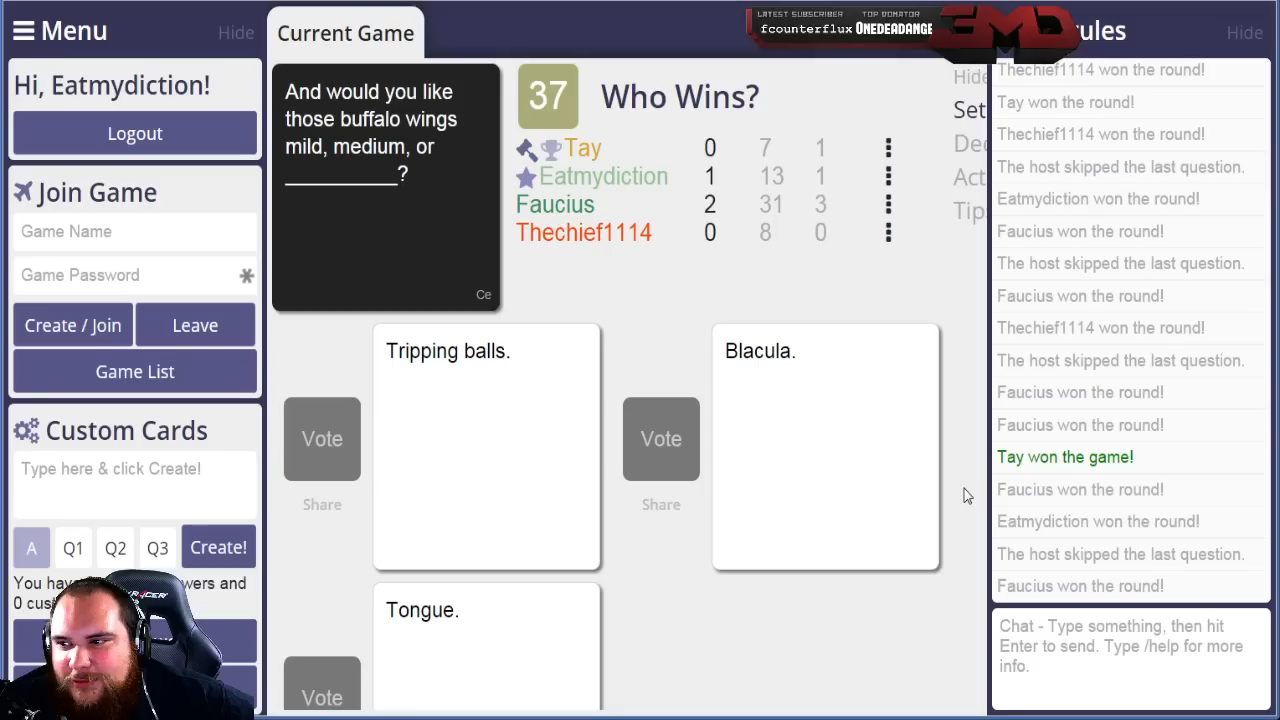 Menu
Hide
Hi, Eatmydiction!
Logout
Join Game
Game Name
Game Password
Create / Join
Leave
Game List
Custom Cards
Type here & click Create!
A
Q1
Q2
Q3
Create!
You have
wers and
0 cust
Current Game
And would you like
those buffalo wings
mild, medium, or
__________?
Ce
37
Who Wins?
Tay 0 7 1
Eatmydiction 1 13 1
Faucius 2 31 3
Thechief1114 0 8 0
Hide
Set
Dec
Act
Tips
Tripping balls.
Vote
Share
Blacula.
Vote
Share
Tongue.
Vote
LATEST SUBSCRIBER
fcounterflux
TOP DONATOR
ONEDEADANGE
EMD
rules
Hide
Thechief1114 won the round!
Tay won the round!
Thechief1114 won the round!
The host skipped the last question.
Eatmydiction won the round!
Faucius won the round!
The host skipped the last question.
Faucius won the round!
Thechief1114 won the round!
The host skipped the last question.
Faucius won the round!
Faucius won the round!
Tay won the game!
Faucius won the round!
Eatmydiction won the round!
The host skipped the last question.
Faucius won the round!
Chat - Type something, then hit
Enter to send. Type /help for more
info.